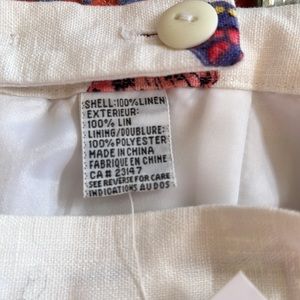 SHELL:100% LINEN
EXTERIEUR:
100% LIN
LINING/DOUBLURE:
100% POLYESTER
MADE IN CHINA
FABRIQUE EN CHINE
CA# 23147
SEE REVERSE FOR CARE
INDICATIONS AU DOS